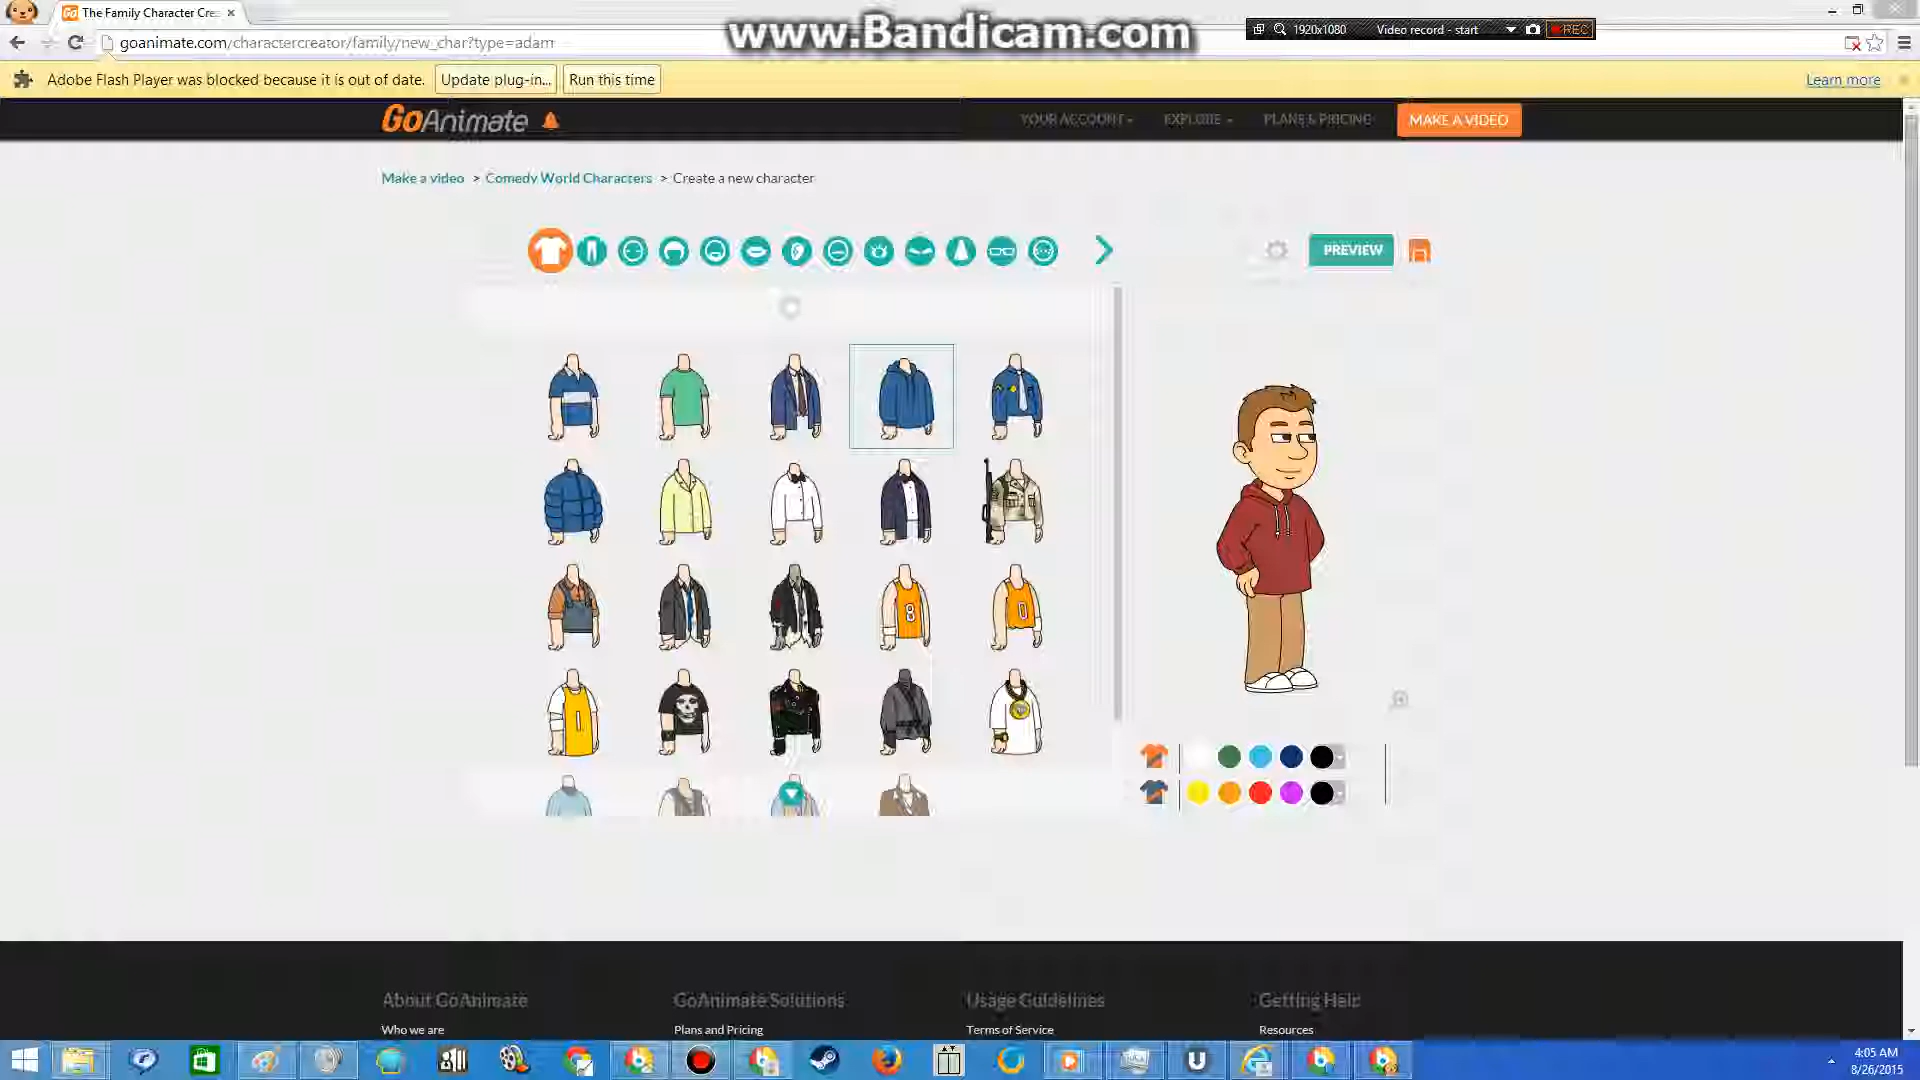 The Family Character Cre
www.Bandicam.com
1920x1080
Video record - start
REC
goanimate.com/charactercreator/family/new_char?type=adam
Adobe Flash Player was blocked because it is out of date.
Update plug-in...
Run this time
Learn more
GoAnimate
YOUR ACCOUNT
EXPLORE
PLANS & PRICING
MAKE A VIDEO
Make a video > Comedy World Characters > Create a new character
PREVIEW
8
0
1
About GoAnimate
GoAnimate Solutions
Usage Guidelines
Getting Help
Who we are
Plans and Pricing
Terms of Service
Resources
4:05 AM
8/26/2015